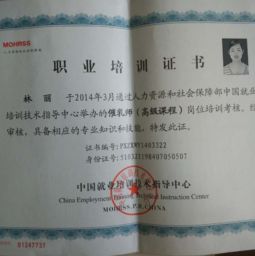 MOHRSS
职业培训证书
林 丽 于2014年3月通过人力资源和社会保障部中国就业
培训技术指导中心举办的催乳师（高级课程）岗位培训考核。经
审核，具备相应的专业知识和技能，特发此证。
证书编号:
身份证号:
中国就业培训技术指导中心
China Employment Technical Instruction Center
MOHRSS.P.R.CHINA
01247737